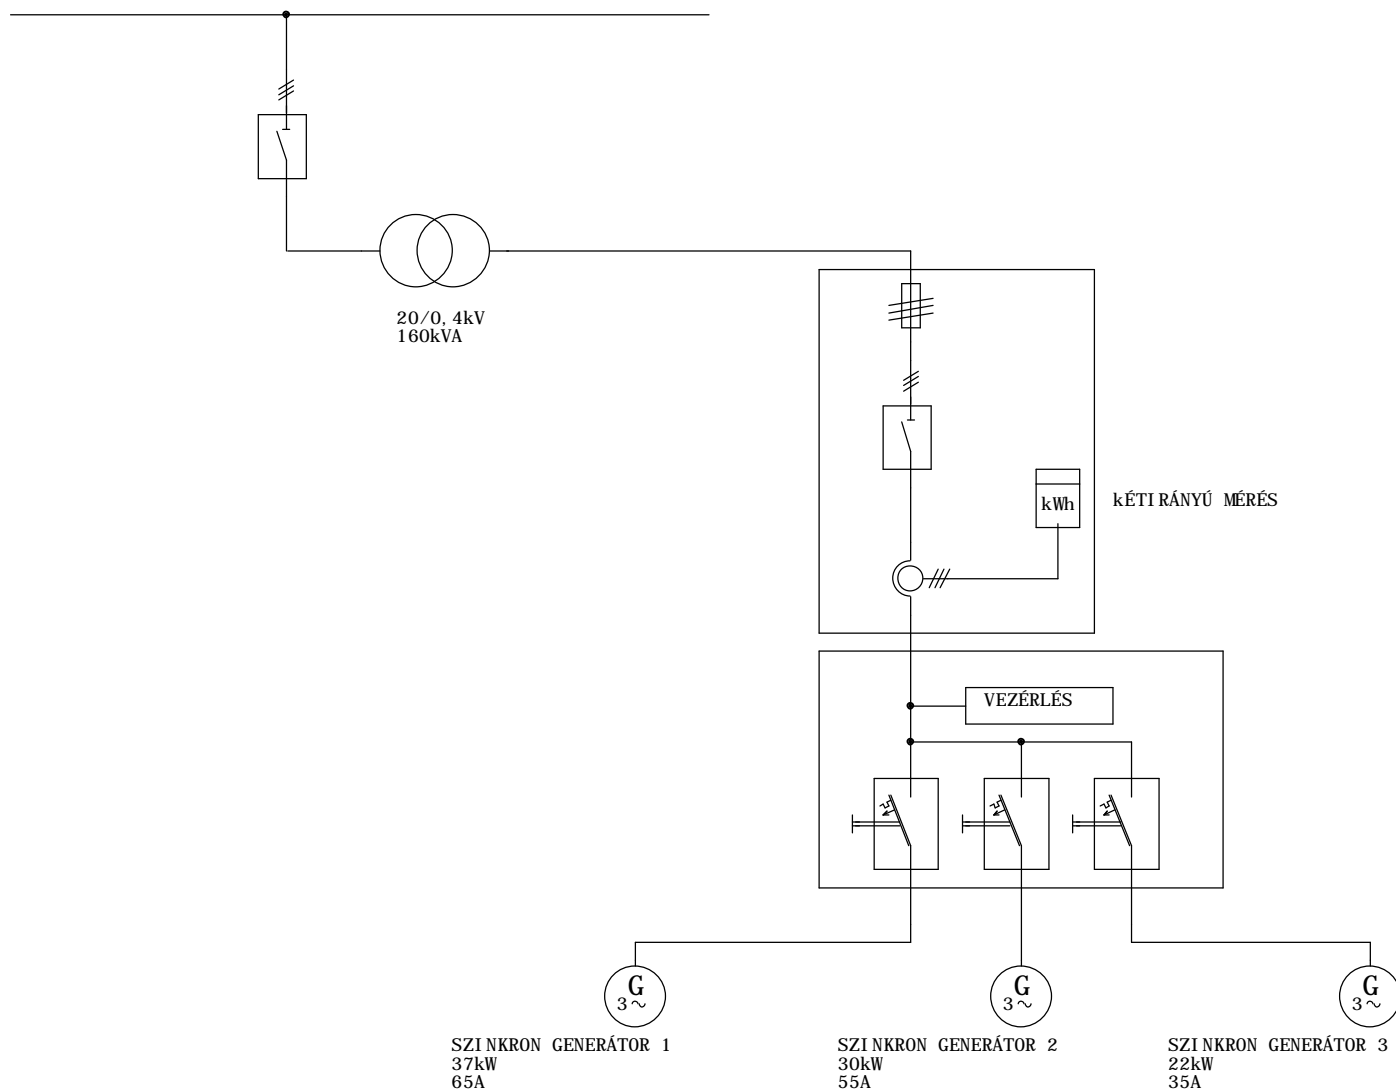 20/0,4kV
160kVA
kWh
kÉTIRÁNYÚ MÉRÉS
VEZÉRLÉS
G
3~
G
3~
G
3~
SZINKRON GENERÁTOR 1
37kW
65A
SZINKRON GENERÁTOR 2
30kW
55A
SZINKRON GENERÁTOR 3
22kW
35A